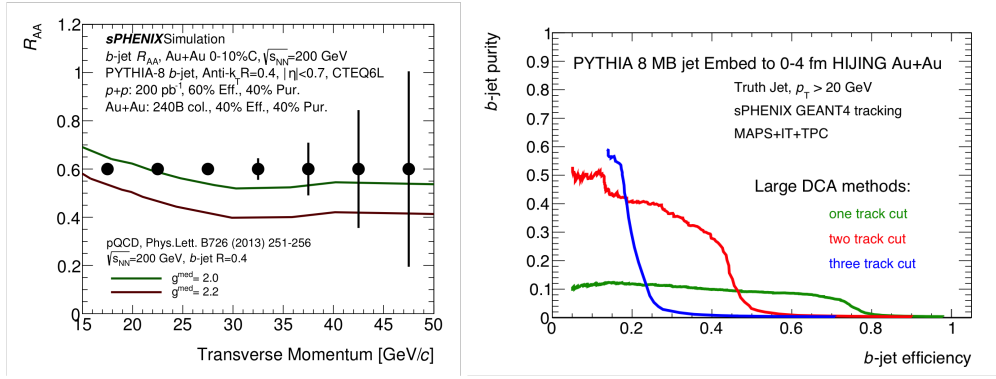 R_AA
1.2
1
0.8
0.6
0.4
0.2
0
sPHENIX Simulation
b-jet R_AA, Au+Au 0-10%C, √s_NN=200 GeV
PYTHIA-8 b-jet, Anti-k_T R=0.4, |η|<0.7, CTEQ6L
p+p: 200 pb⁻¹, 60% Eff., 40% Pur.
Au+Au: 240B col., 40% Eff., 40% Pur.
pQCD, Phys.Lett. B726 (2013) 251-256
√s_NN=200 GeV, b-jet R=0.4
g^med= 2.0
g^med= 2.2
15 20 25 30 35 40 45 50
Transverse Momentum [GeV/c]
b-jet purity
1
0.9
0.8
0.7
0.6
0.5
0.4
0.3
0.2
0.1
0
PYTHIA 8 MB jet Embed to 0-4 fm HIJING Au+Au
Truth Jet, p_T > 20 GeV
sPHENIX GEANT4 tracking
MAPS+IT+TPC
Large DCA methods:
one track cut
two track cut
three track cut
0 0.2 0.4 0.6 0.8 1
b-jet efficiency